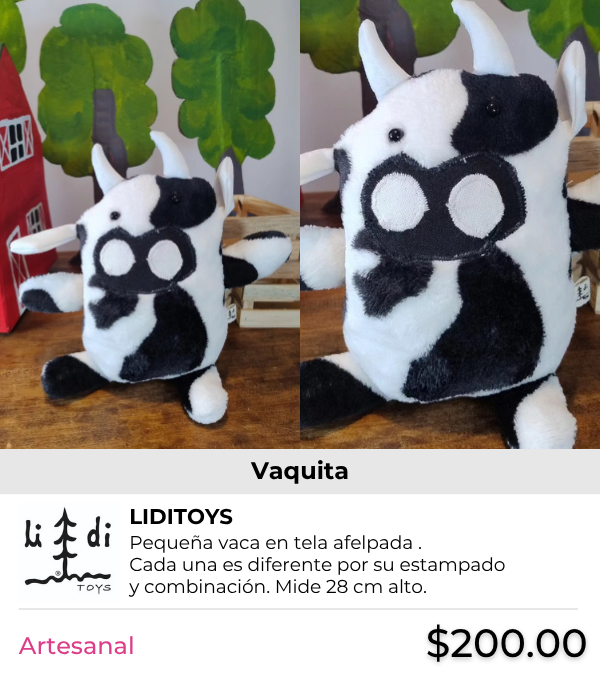 Vaquita
li di
TOYS
LIDITOYS
Pequeña vaca en tela afelpada .
Cada una es diferente por su estampado
y combinación. Mide 28 cm alto.
Artesanal
$200.00